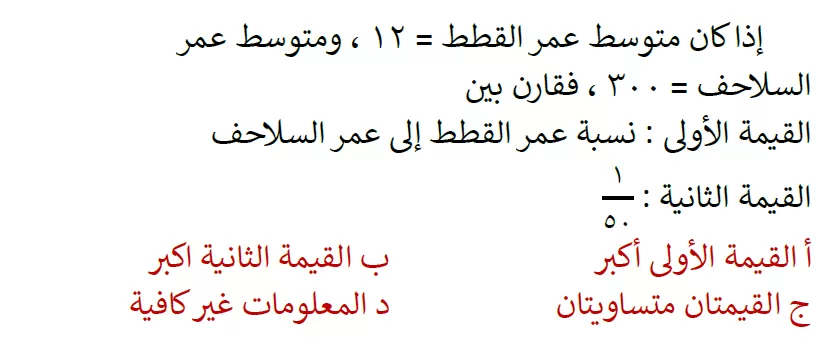 إذا كان متوسط عمر القطط = ١٢ ، ومتوسط عمر
السلاحف = ٣٠٠ ، فقارن بين
القيمة الأولى : نسبة عمر القطط إلى عمر السلاحف
القيمة الثانية : ١/٥٠
أ القيمة الأولى أكبر ب القيمة الثانية اكبر
ج القيمتان متساويتان د المعلومات غير كافية